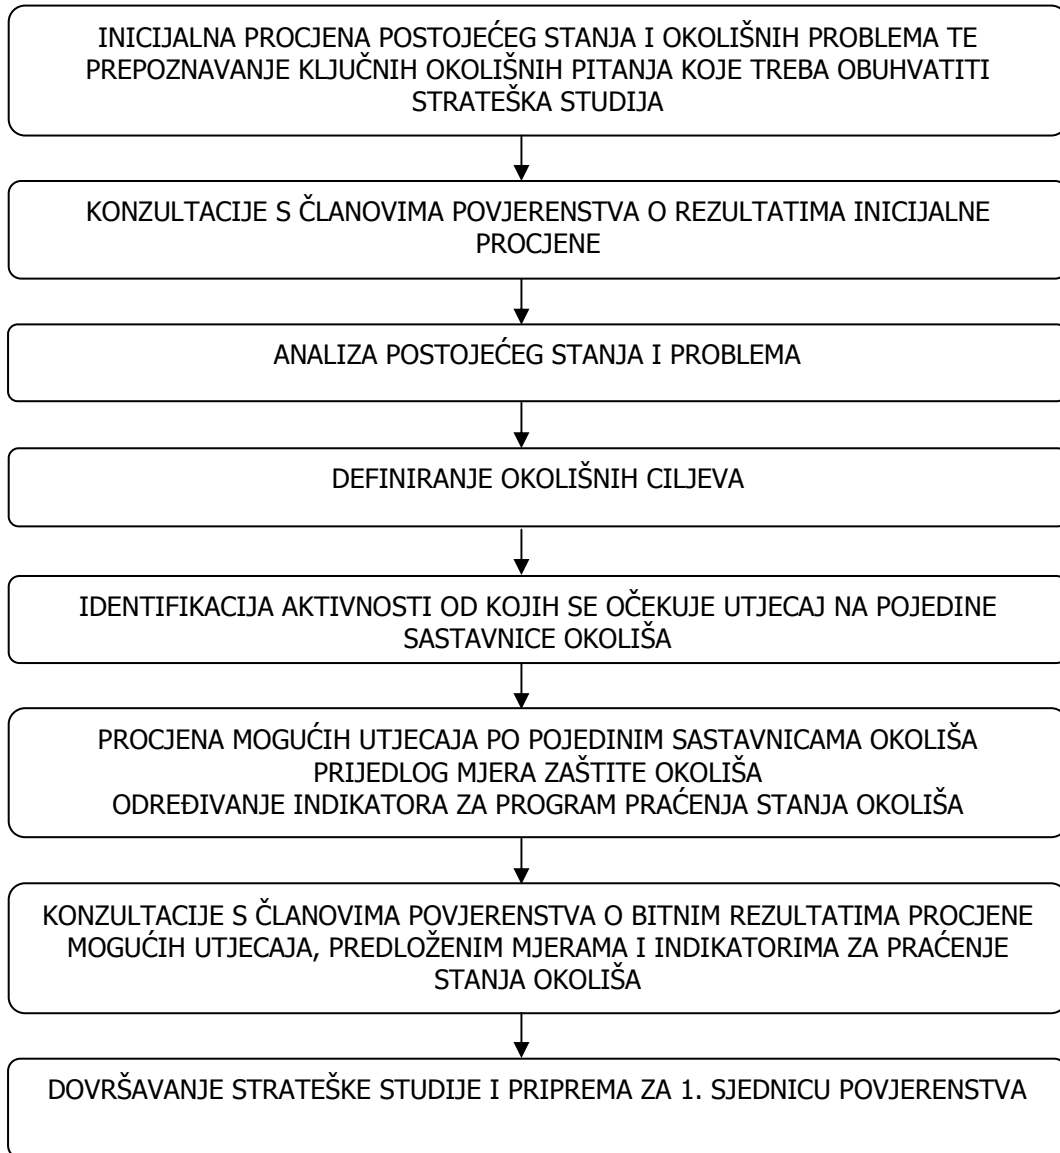 INICIJALNA PROCJENA POSTOJEĆEG STANJA I OKOLIŠNIH PROBLEMA TE
PREPOZNAVANJE KLJUČNIH OKOLIŠNIH PITANJA KOJE TREBA OBUHVATITI
STRATEŠKA STUDIJA
KONZULTACIJE S ČLANOVIMA POVJERENSTVA O REZULTATIMA INICIJALNE
PROCJENE
ANALIZA POSTOJEĆEG STANJA I PROBLEMA
DEFINIRANJE OKOLIŠNIH CILJEVA
IDENTIFIKACIJA AKTIVNOSTI OD KOJIH SE OČEKUJE UTJECAJ NA POJEDINE
SASTAVNICE OKOLIŠA
PROCJENA MOGUĆIH UTJECAJA PO POJEDINIM SASTAVNICAMA OKOLIŠA
PRIJEDLOG MJERA ZAŠTITE OKOLIŠA
ODREĐIVANJE INDIKATORA ZA PROGRAM PRAĆENJA STANJA OKOLIŠA
KONZULTACIJE S ČLANOVIMA POVJERENSTVA O BITNIM REZULTATIMA PROCJENE
MOGUĆIH UTJECAJA, PREDLOŽENIM MJERAMA I INDIKATORIMA ZA PRAĆENJE
STANJA OKOLIŠA
DOVRŠAVANJE STRATEŠKE STUDIJE I PRIPREMA ZA 1. SJEDNICU POVJERENSTVA